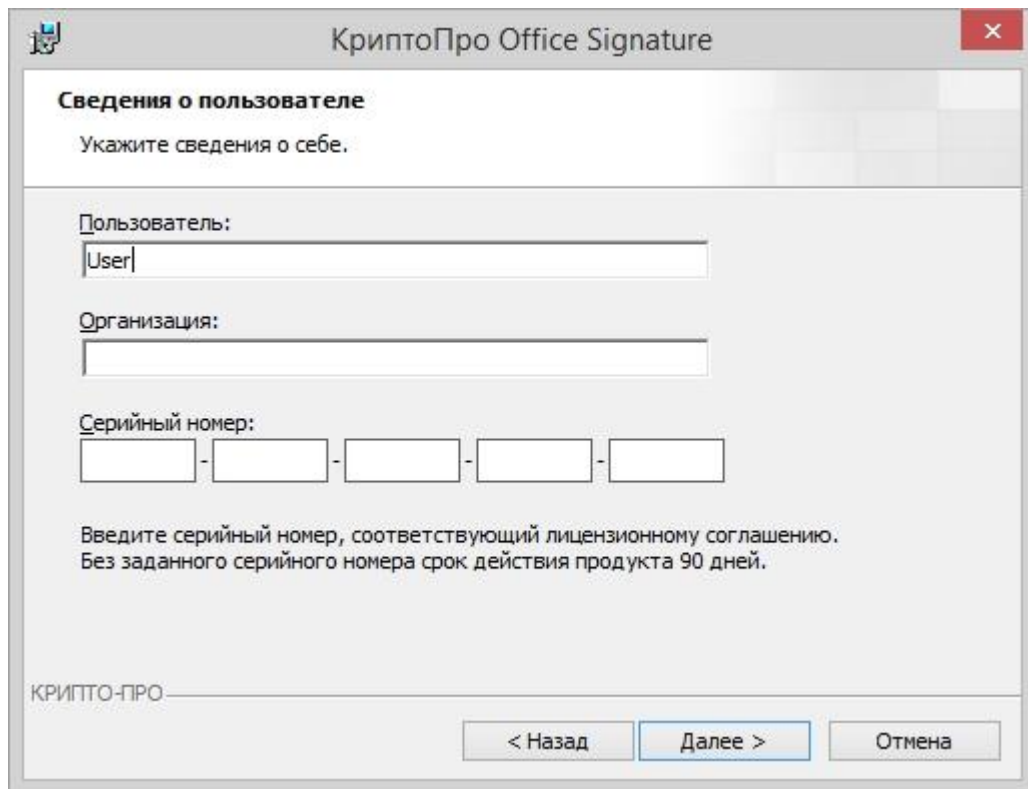 КриптоПро Office Signature
Сведения о пользователе
Укажите сведения о себе.
Пользователь:
User
Организация:
Серийный номер:
- - - -
Введите серийный номер, соответствующий лицензионному соглашению.
Без заданного серийного номера срок действия продукта 90 дней.
КРИПТО-ПРО
< Назад Далее > Отмена